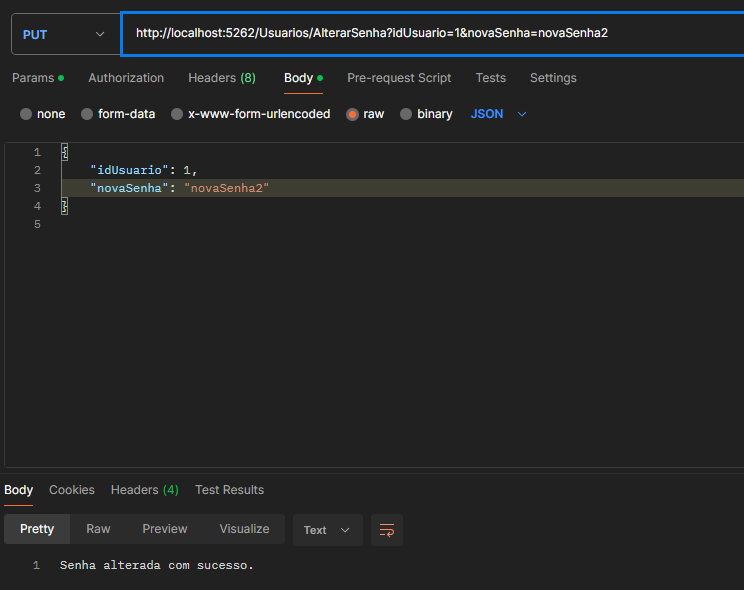 PUT http://localhost:5262/Usuarios/AlterarSenha?idUsuario=1&novaSenha=novaSenha2
Params Authorization Headers (8) Body Pre-request Script Tests Settings
none form-data x-www-form-urlencoded raw binary JSON
1 {
2 "idUsuario": 1,
3 "novaSenha": "novaSenha2"
4 }
5
Body Cookies Headers (4) Test Results
Pretty Raw Preview Visualize Text
1 Senha alterada com sucesso.